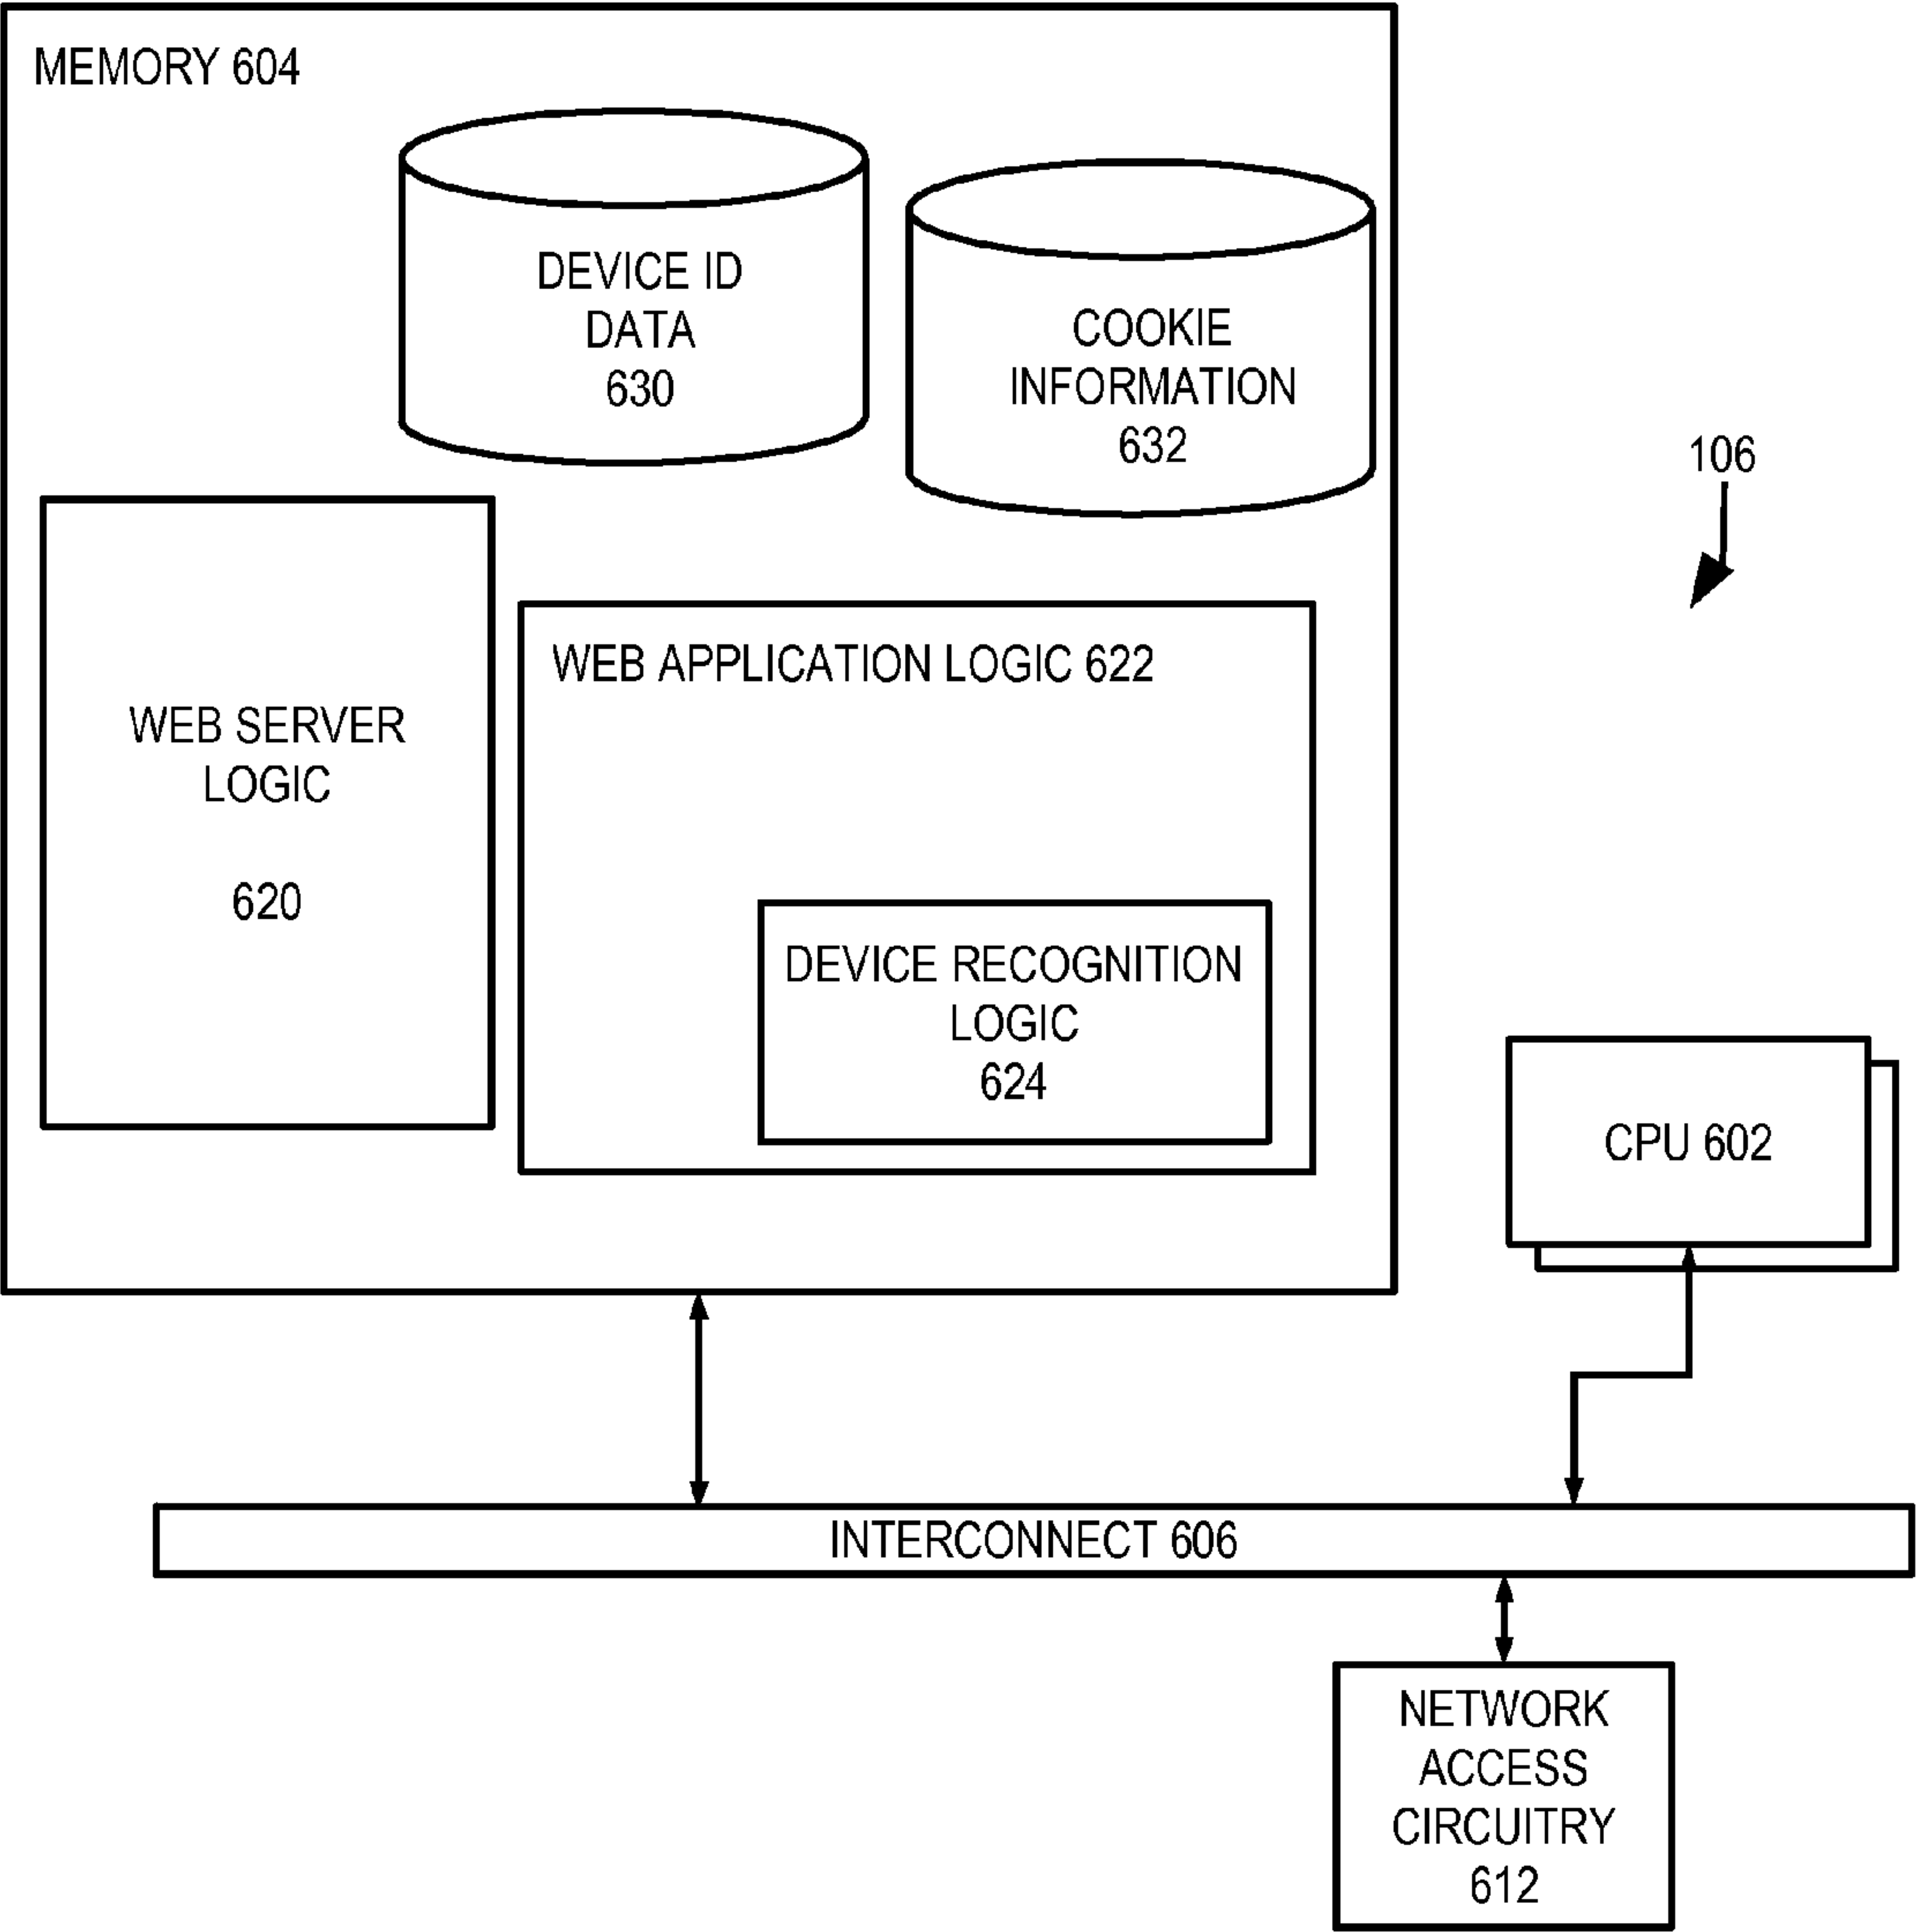 MEMORY 604
DEVICE ID
DATA
630
COOKIE
INFORMATION
632
106
WEB SERVER
LOGIC
620
WEB APPLICATION LOGIC 622
DEVICE RECOGNITION
LOGIC
624
CPU 602
INTERCONNECT 606
NETWORK
ACCESS
CIRCUITRY
612